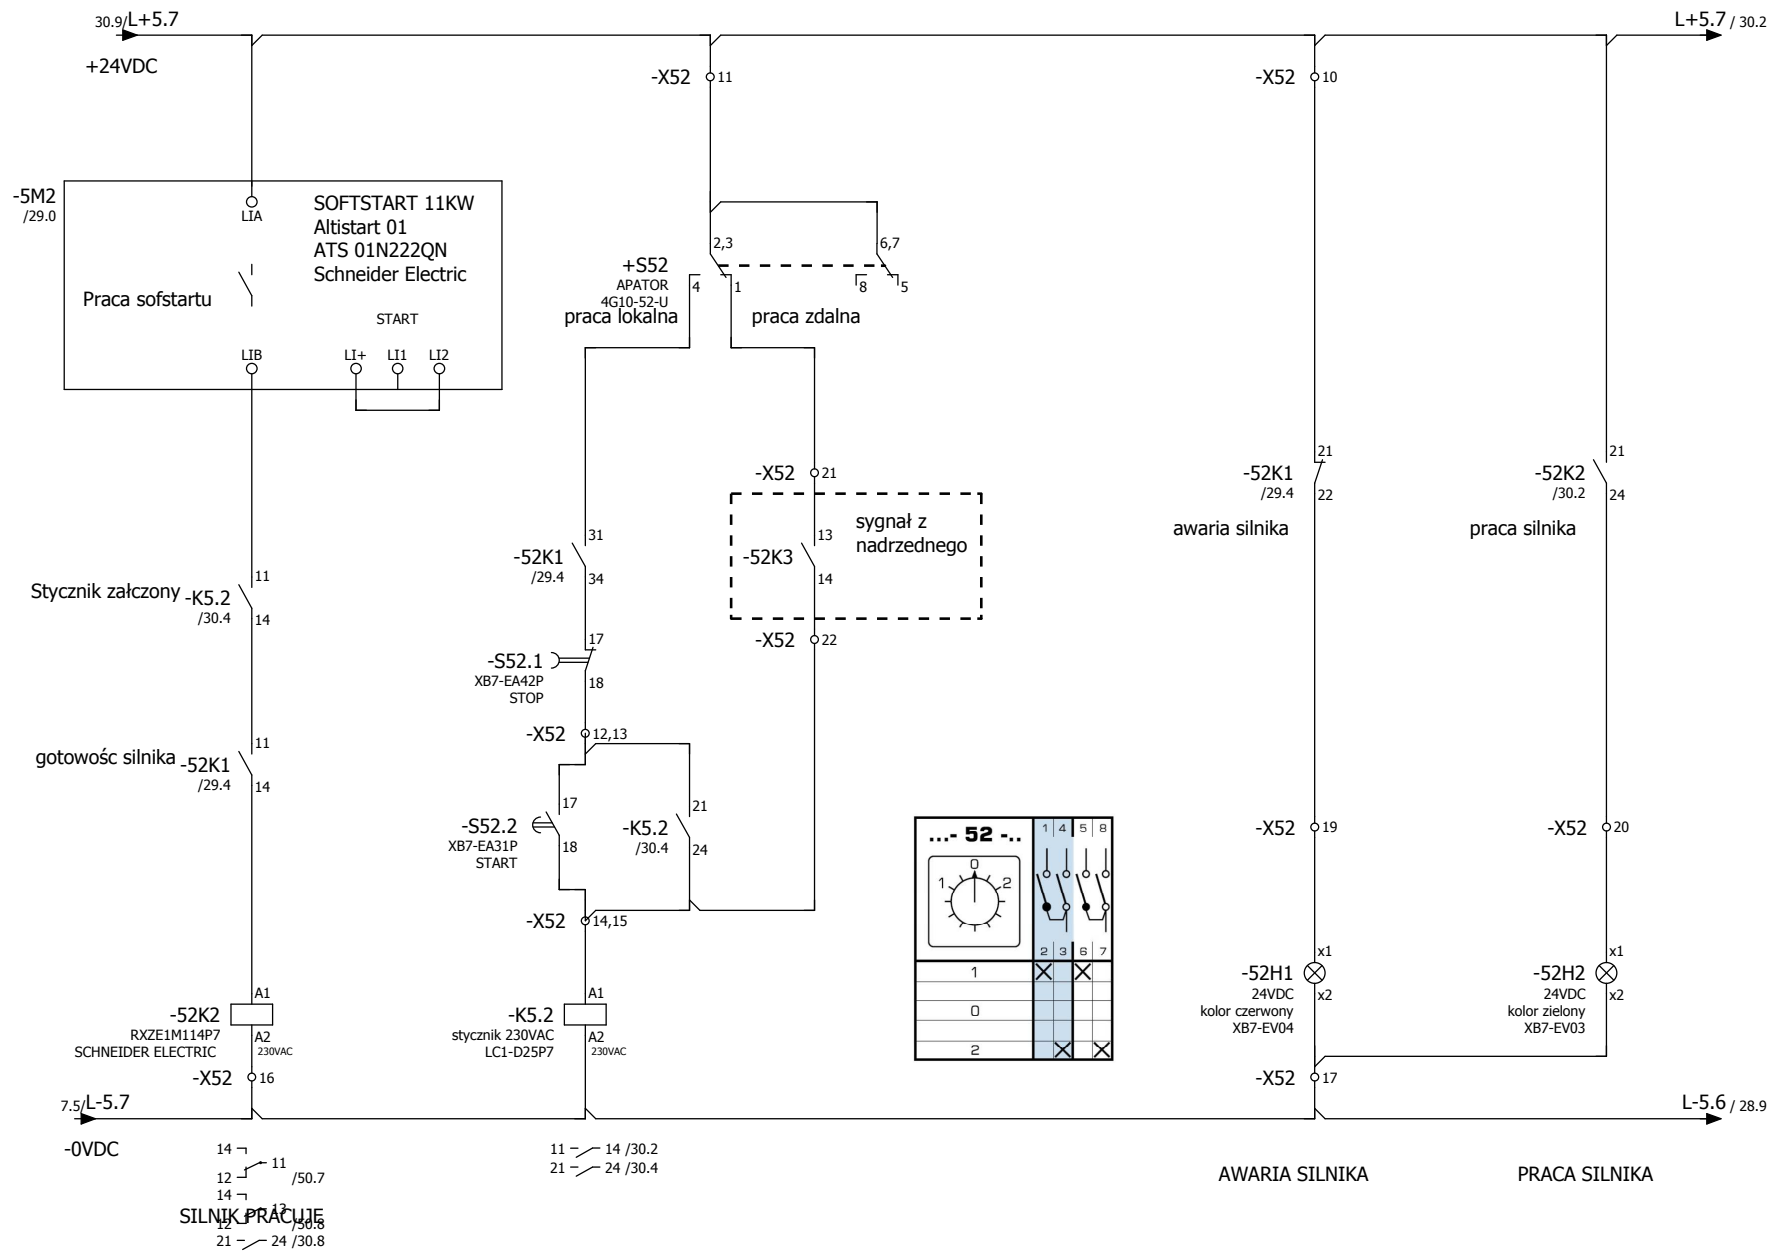 30.9/L+5.7
L+5.7 / 30.2
+24VDC
-X52 11
-X52 10
-5M2
/29.0
LIA
SOFTSTART 11KW
Altistart 01
ATS 01N222QN
Schneider Electric
Praca sofstartu
START
LIB
LI+ LI1 LI2
2,3
6,7
+S52
APATOR
4G10-52-U
4 1
8 5
praca lokalna
praca zdalna
-X52 21
sygnał z
nadrzednego
13
-52K3
14
-X52 22
31
-52K1
/29.4
34
17
-S52.1
XB7-EA42P
STOP
18
-X52 12,13
17
-S52.2
XB7-EA31P
START
18
21
-K5.2
/30.4
24
-X52 14,15
Stycznik załczony
11
-K5.2
/30.4
14
gotowośc silnika
11
-52K1
/29.4
14
21
-52K1
/29.4
22
awaria silnika
21
-52K2
/30.2
24
praca silnika
...- 52 -..
1 4 5 8
0
1 2
2 3 6 7
1
0
2
-X52 19
-X52 20
x1
-52H1
24VDC
x2
kolor czerwony
XB7-EV04
x1
-52H2
24VDC
x2
kolor zielony
XB7-EV03
A1
-52K2
RXZE1M114P7
A2
SCHNEIDER ELECTRIC
230VAC
-X52 16
A1
-K5.2
stycznik 230VAC
A2
LC1-D25P7
230VAC
-X52 17
7.5/L-5.7
L-5.6 / 28.9
-0VDC
14
11
12 /50.7
14
13
12 /50.8
SILNIK PRACUJE
21 24 /30.8
11 14 /30.2
21 24 /30.4
AWARIA SILNIKA
PRACA SILNIKA